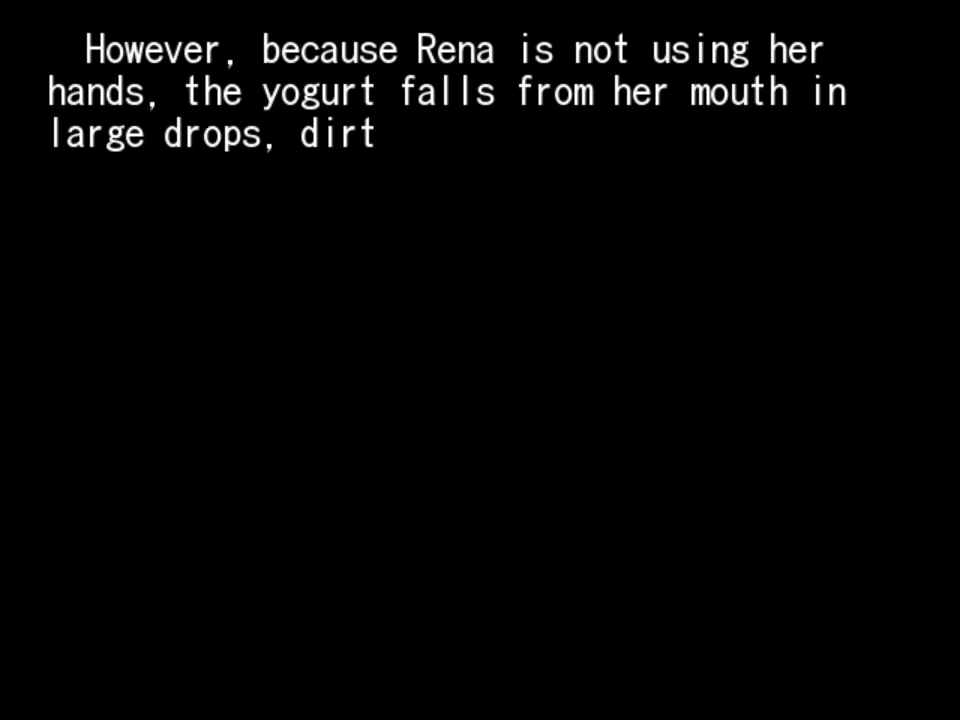 However, because Rena is not using her
hands, the yogurt falls from her mouth in
large drops, dirt